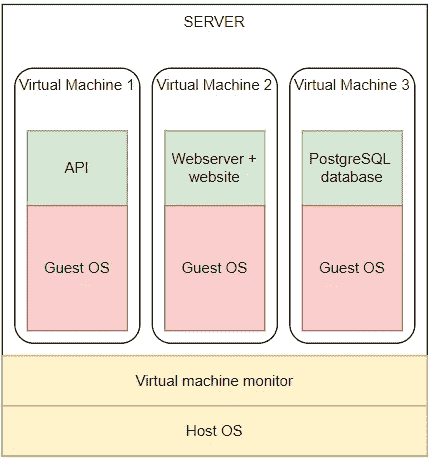 SERVER
Virtual Machine 1
Virtual Machine 2
Virtual Machine 3
API
Webserver +
website
PostgreSQL
database
Guest OS
Guest OS
Guest OS
Virtual machine monitor
Host OS